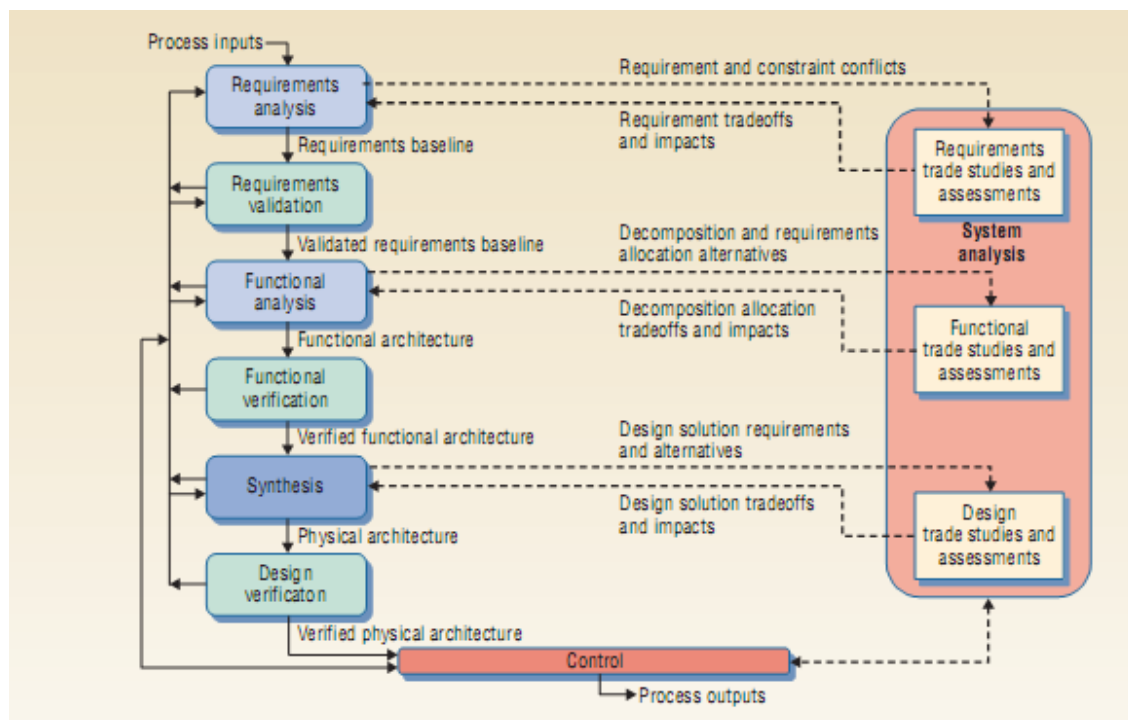 Process inputs
Requirements
analysis
Requirements baseline
Requirements
validation
Validated requirements baseline
Functional
analysis
Functional architecture
Functional
verification
Verified functional architecture
Synthesis
Physical architecture
Design
verificaton
Verified physical architecture
Control
Process outputs
Requirement and constraint conflicts
Requirement tradeoffs
and impacts
Decomposition and requirements
allocation alternatives
Decomposition allocation
tradeoffs and impacts
Design solution requirements
and alternatives
Design solution tradeoffs
and impacts
Requirements
trade studies and
assessments
System
analysis
Functional
trade studies and
assessments
Design
trade studies and
assessments